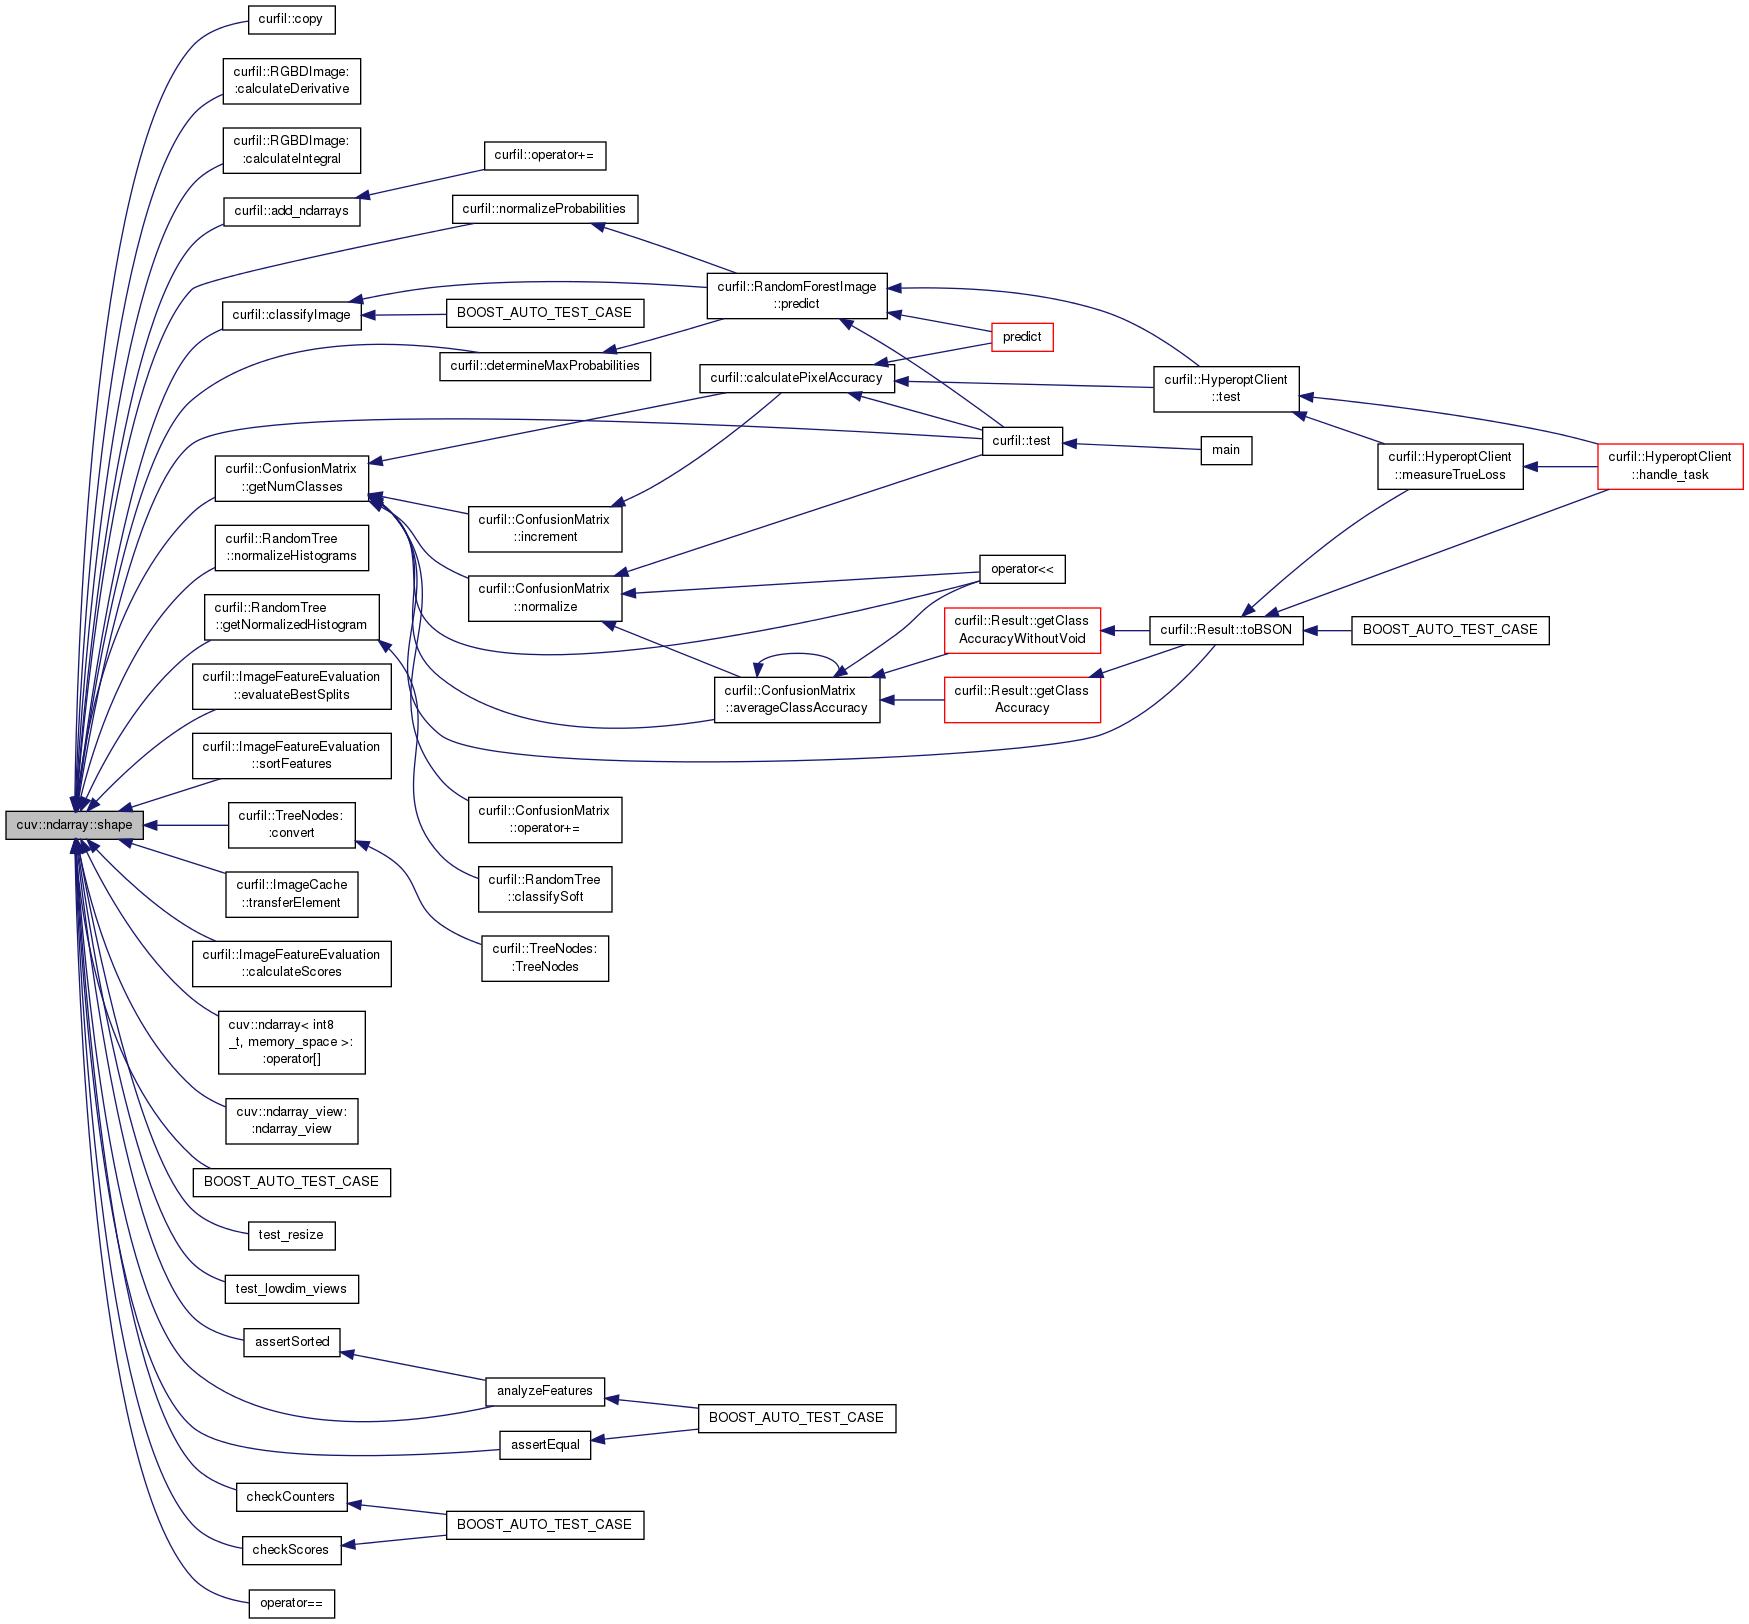 curfil::copy
curfil::RGBDImage:
:calculateDerivative
curfil::RGBDImage:
:calculateIntegral
curfil::operator+=
curfil::add_ndarrays
curfil::normalizeProbabilities
curfil::RandomForestImage
::predict
curfil::classifyImage
BOOST_AUTO_TEST_CASE
predict
curfil::determineMaxProbabilities
curfil::calculatePixelAccuracy
curfil::HyperoptClient
::test
curfil::test
main
curfil::HyperoptClient
::measureTrueLoss
curfil::HyperoptClient
::handle_task
curfil::ConfusionMatrix
::getNumClasses
curfil::ConfusionMatrix
::increment
curfil::RandomTree
::normalizeHistograms
operator<<
curfil::ConfusionMatrix
::normalize
curfil::RandomTree
::getNormalizedHistogram
curfil::Result::getClass
AccuracyWithoutVoid
curfil::Result::toBSON
BOOST_AUTO_TEST_CASE
curfil::ImageFeatureEvaluation
::evaluateBestSplits
curfil::ConfusionMatrix
::averageClassAccuracy
curfil::Result::getClass
Accuracy
curfil::ImageFeatureEvaluation
::sortFeatures
cuv::ndarray::shape
curfil::TreeNodes:
:convert
curfil::ConfusionMatrix
::operator+=
curfil::ImageCache
::transferElement
curfil::RandomTree
::classifySoft
curfil::ImageFeatureEvaluation
::calculateScores
curfil::TreeNodes:
:TreeNodes
cuv::ndarray< int8
_t, memory_space >:
:operator[]
cuv::ndarray_view:
:ndarray_view
BOOST_AUTO_TEST_CASE
test_resize
test_lowdim_views
assertSorted
analyzeFeatures
BOOST_AUTO_TEST_CASE
assertEqual
checkCounters
BOOST_AUTO_TEST_CASE
checkScores
operator==